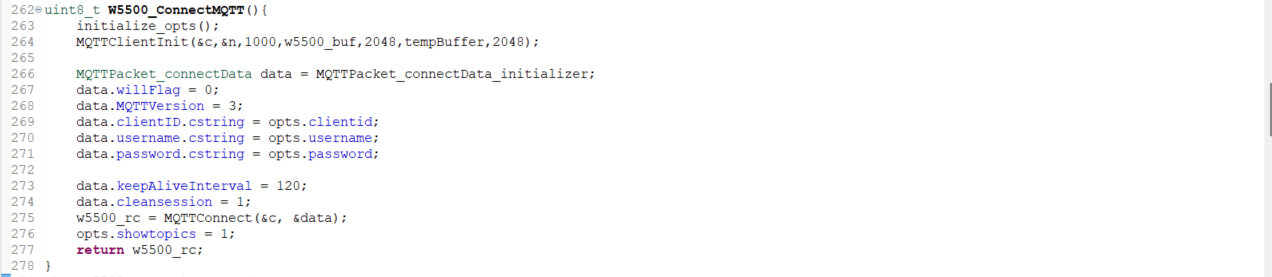 262 uint8_t W5500_ConnectMQTT(){
263     initialize_opts();
264     MQTTClientInit(&c,&n,1000,w5500_buf,2048,tempBuffer,2048);
265
266     MQTTPacket_connectData data = MQTTPacket_connectData_initializer;
267     data.willFlag = 0;
268     data.MQTTVersion = 3;
269     data.clientID.cstring = opts.clientid;
270     data.username.cstring = opts.username;
271     data.password.cstring = opts.password;
272
273     data.keepAliveInterval = 120;
274     data.cleansession = 1;
275     w5500_rc = MQTTConnect(&c, &data);
276     opts.showtopics = 1;
277     return w5500_rc;
278 }